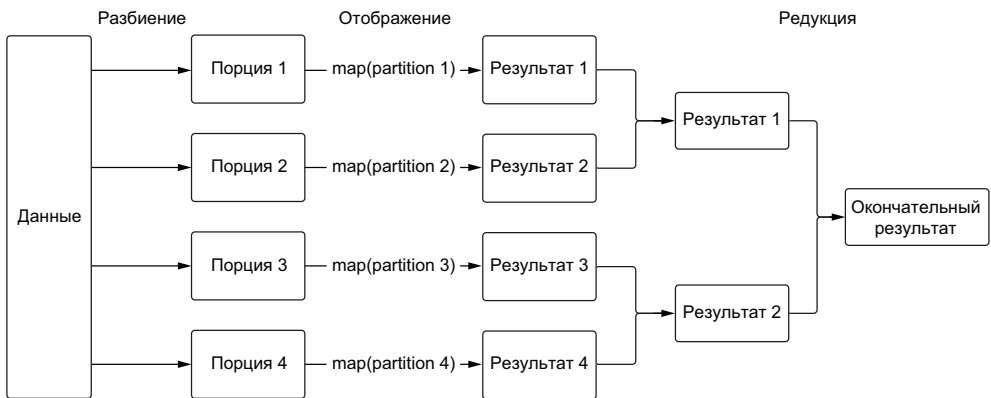 Разбиение
Отображение
Редукция
Данные
Порция 1
map(partition 1)
Результат 1
Порция 2
map(partition 2)
Результат 2
Порция 3
map(partition 3)
Результат 3
Порция 4
map(partition 4)
Результат 4
Результат 1
Результат 2
Окончательный
результат